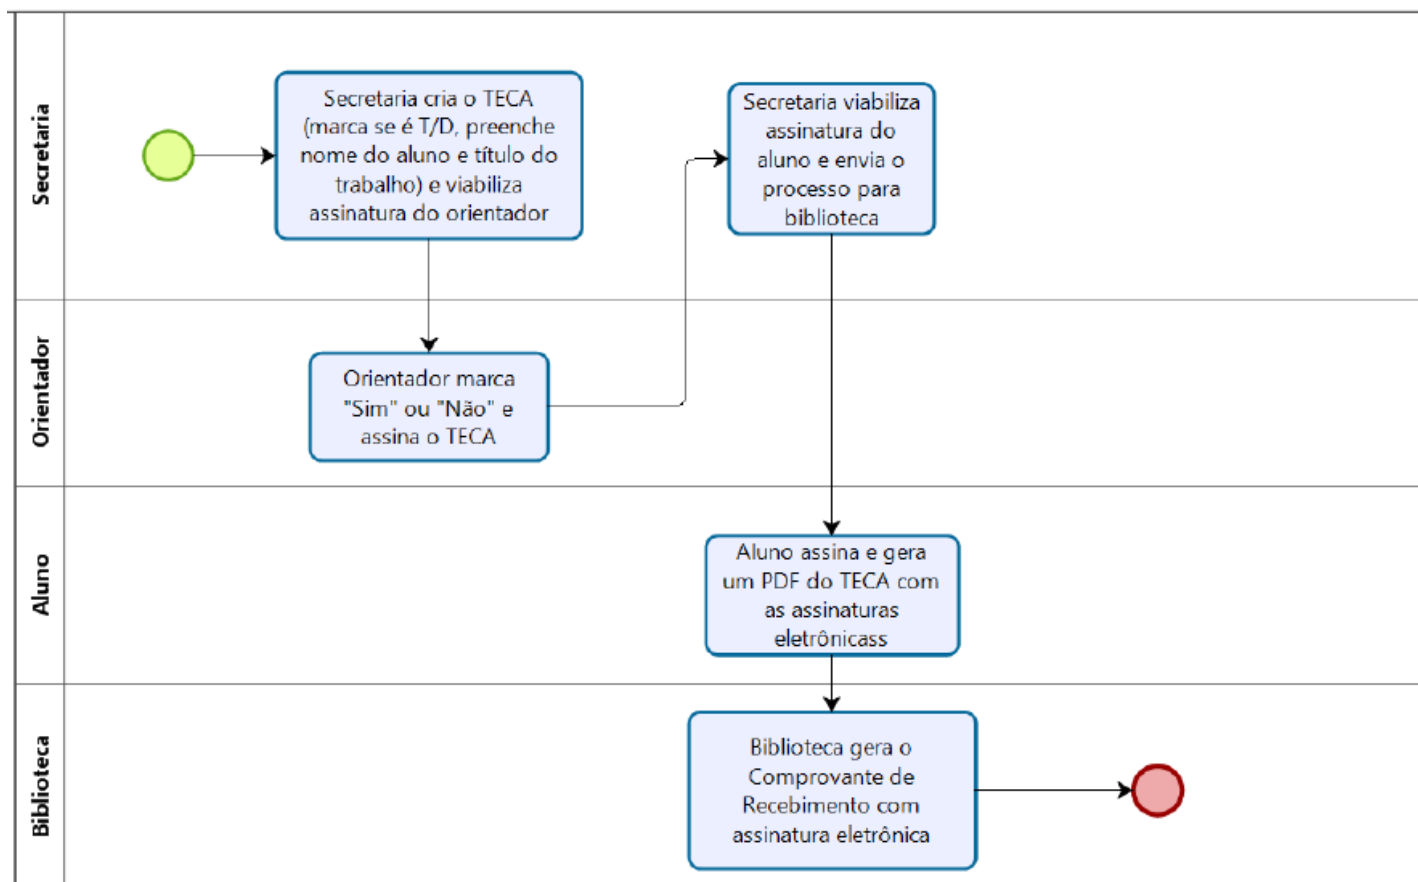 Secretaria
Secretaria cria o TECA
(marca se é T/D, preenche
nome do aluno e título do
trabalho) e viabiliza
assinatura do orientador
Secretaria viabiliza
assinatura do
aluno e envia o
processo para
biblioteca
Orientador
Orientador marca
"Sim" ou "Não" e
assina o TECA
Aluno
Aluno assina e gera
um PDF do TECA com
as assinaturas
eletrônicass
Biblioteca
Biblioteca gera o
Comprovante de
Recebimento com
assinatura eletrônica